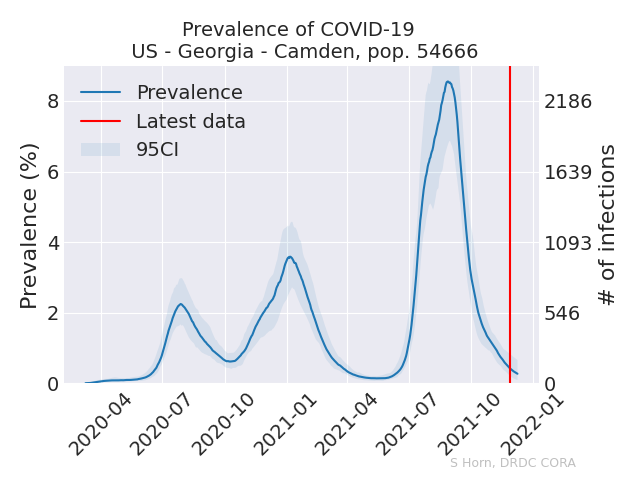 Prevalence of COVID-19
US - Georgia - Camden, pop. 54666
Prevalence
Latest data
95CI
Prevalence (%)
8
6
4
2
0
2186
1639
1093
546
0
# of infections
2020-04
2020-07
2020-10
2021-01
2021-04
2021-07
2021-10
2022-01
S Horn, DRDC CORA